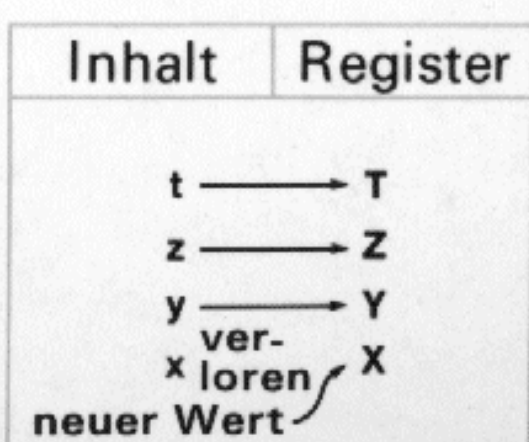 Inhalt Register
t T
z Z
y Y
x ver-
loren X
neuer Wert